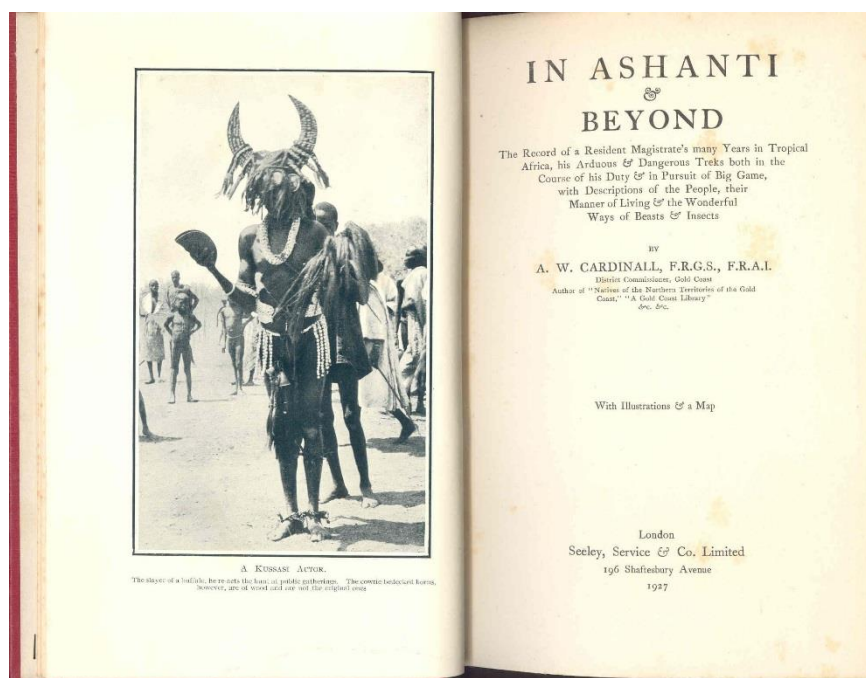 A KUSSASI ACTOR.
The slayer of a buffalo, he re-acts the hunt at public gatherings. The cowrie bedecked horns,
however, are of wood and are not the original ones
IN ASHANTI
&
BEYOND
The Record of a Resident Magistrate's many Years in Tropical
Africa, his Arduous & Dangerous Treks both in the
Course of his Duty & in Pursuit of Big Game,
with Descriptions of the People, their
Manner of Living & the Wonderful
Ways of Beasts & Insects
BY
A. W. CARDINALL, F.R.G.S., F.R.A.I.
District Commissioner, Gold Coast
Author of "Natives of the Northern Territories of the Gold
Coast," "A Gold Coast Library"
&c. &c.
With Illustrations & a Map
London
Seeley, Service & Co. Limited
196 Shaftesbury Avenue
1927